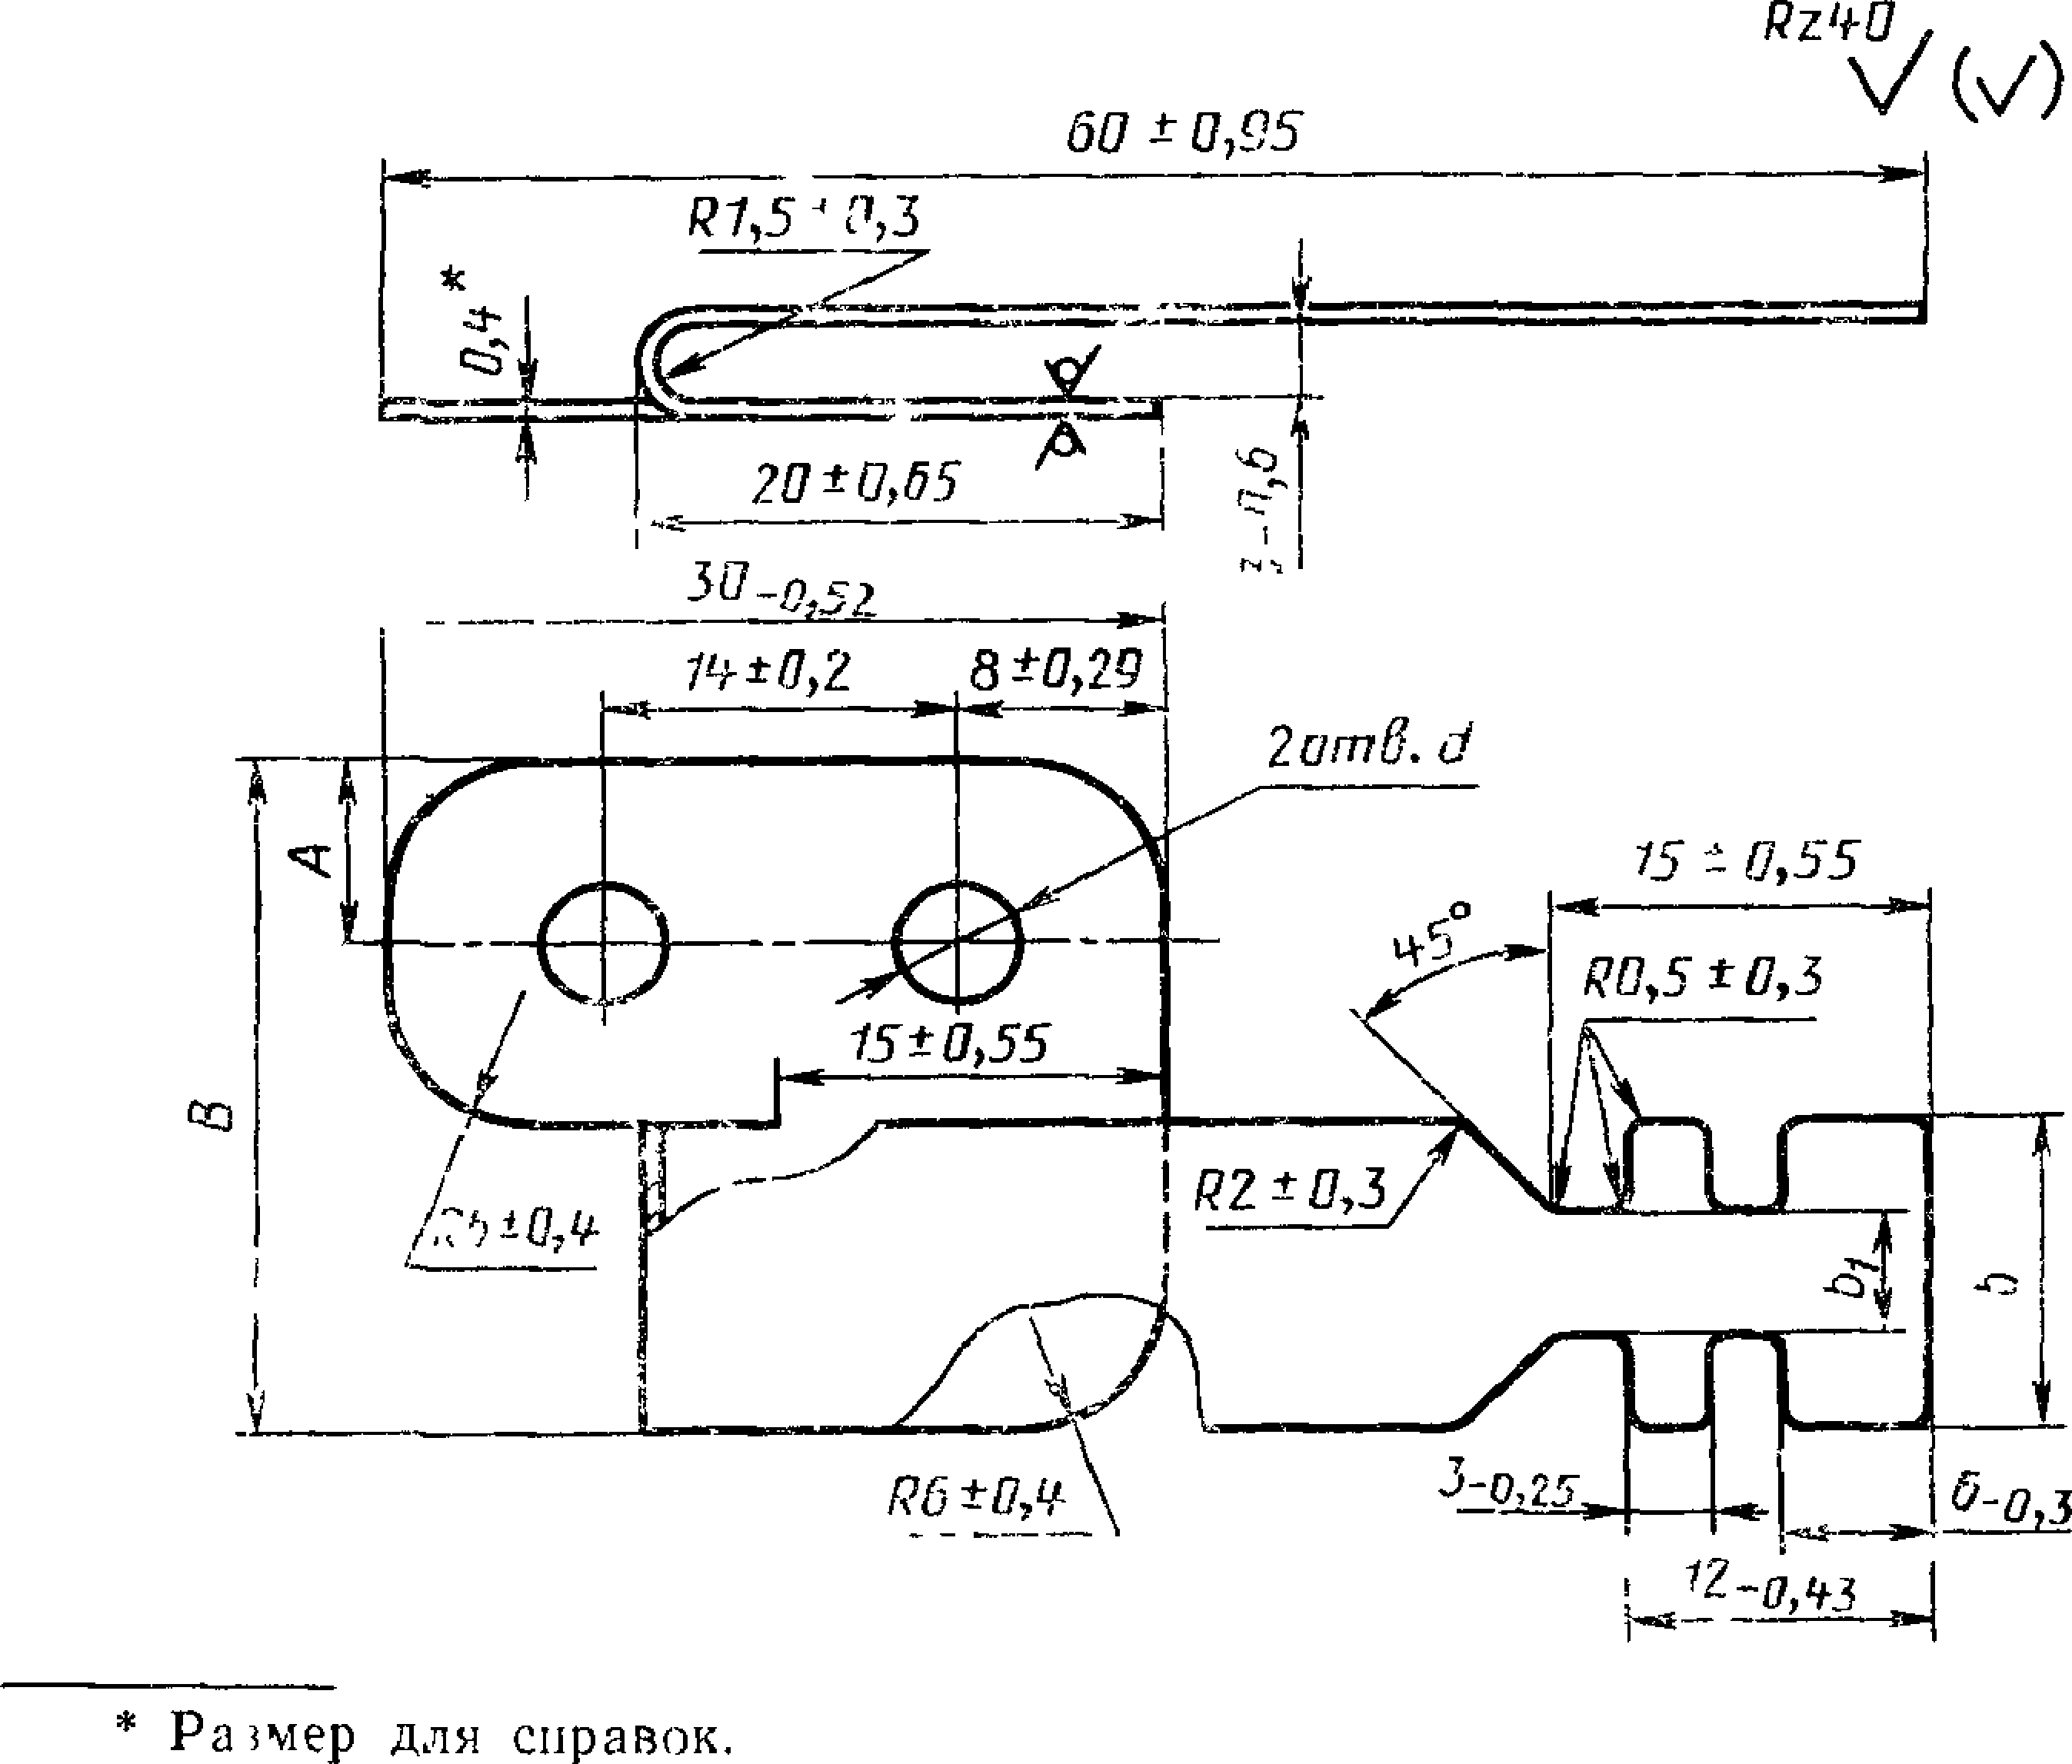 Rz40
60 ± 0,95
R1,5 ± 0,3
0,4*
20 ± 0,65
30-0,52
14±0,2
8±0,29
2отв. d
A
15 ± 0,55
45°
R0,5 ± 0,3
15±0,55
B
R2 ± 0,3
±0,4
b1
b
R6±0,4
3-0,25
6-0,3
12-0,43
* Размер для справок.